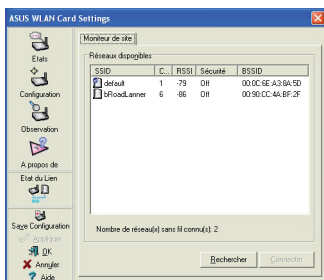 ASUS WLAN Card Settings
Etats
Configuration
Observation
A propos de
Etat du Lien
Save Configuration
Appliquer
OK
Annuler
Aide
Moniteur de site
Réseaux disponibles
SSID C... RSSI Sécurité BSSID
default 1 -79 Off 00:0C:6E:A3:8A:5D
bRoadLanner 6 -86 Off 00:90:CC:4A:BF:2F
Nombre de réseau(x) sans fil connu(s): 2
Rechercher Connecter